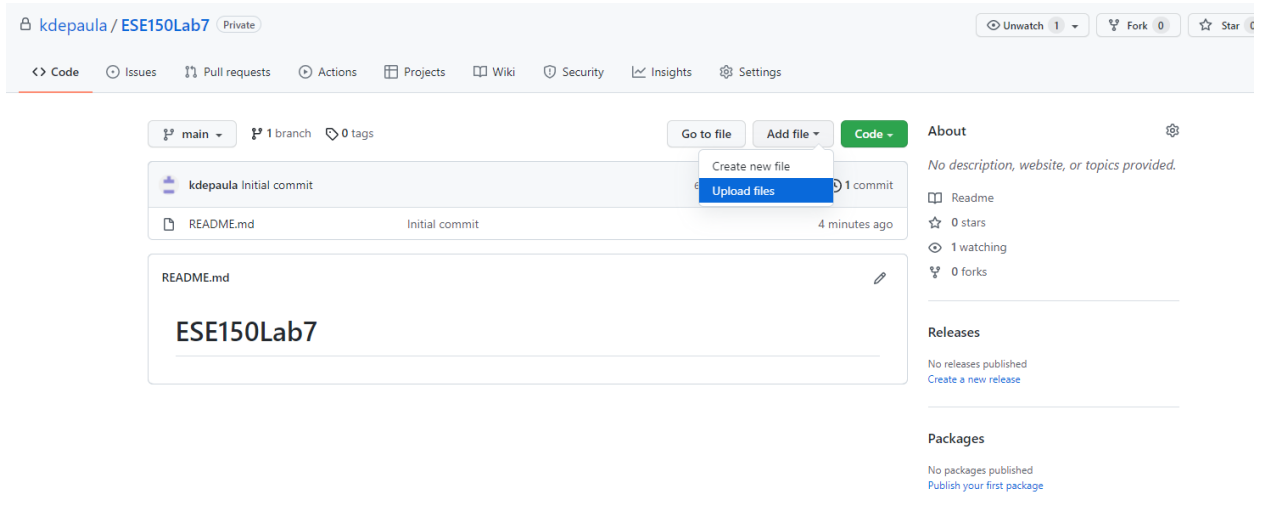 kdepaula / ESE150Lab7 Private
Unwatch 1 Fork 0 Star
Code Issues Pull requests Actions Projects Wiki Security Insights Settings
main 1 branch 0 tags Go to file Add file Code
Create new file
Upload files
kdepaula Initial commit 1 commit
README.md Initial commit 4 minutes ago
README.md
ESE150Lab7
About
No description, website, or topics provided.
Readme
0 stars
1 watching
0 forks
Releases
No releases published
Create a new release
Packages
No packages published
Publish your first package